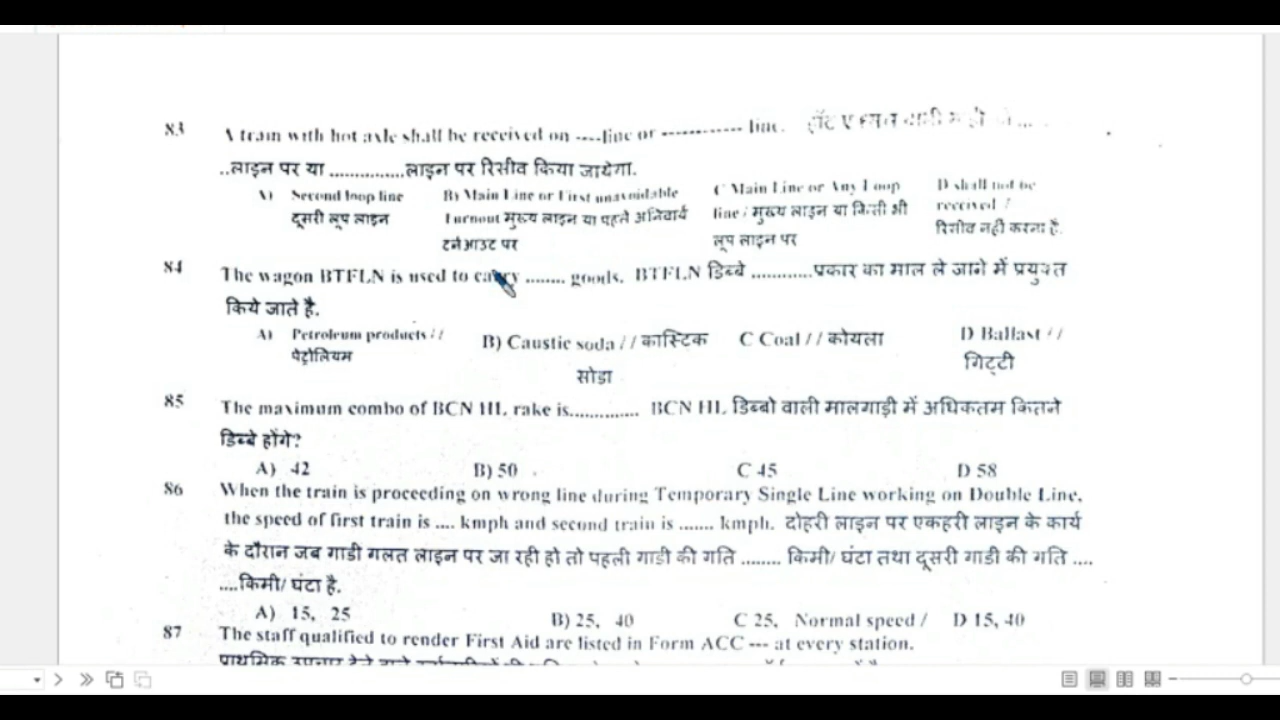 83 A train with hot axle shall be received on ----line or ------------ line.
..लाइन पर या ...............लाइन पर रिसीव किया जायेगा.
A) Second loop line B) Main Line or First unavoidable C Main Line or Any Loop D shall not be
दूसरी लूप लाइन Turnout मुख्य लाइन या पहले अनिवार्य line / मुख्य लाइन या किसी भी received /
टर्नआउट पर लूप लाइन पर रिसीव नही करना है.
84 The wagon BTFLN is used to carry ........ goods. BTFLN डिब्बे ............प्रकार का माल ले जाने में प्रयुक्त
किये जाते है.
A) Petroleum products // B) Caustic soda // कास्टिक C Coal // कोयला D Ballast //
पेट्रोलियम सोडा गिट्टी
85 The maximum combo of BCN HL rake is............. BCN HL डिब्बो वाली मालगाड़ी में अधिकतम कितने
डिब्बे होंगे?
A) 42 B) 50 C 45 D 58
86 When the train is proceeding on wrong line during Temporary Single Line working on Double Line,
the speed of first train is .... kmph and second train is ....... kmph. दोहरी लाइन पर एकहरी लाइन के कार्य
के दौरान जब गाडी गलत लाइन पर जा रही हो तो पहली गाडी की गति ........ किमी/ घंटा तथा दूसरी गाडी की गति ....
....किमी/ घंटा है.
A) 15, 25 B) 25, 40 C 25, Normal speed / D 15, 40
87 The staff qualified to render First Aid are listed in Form ACC --- at every station.